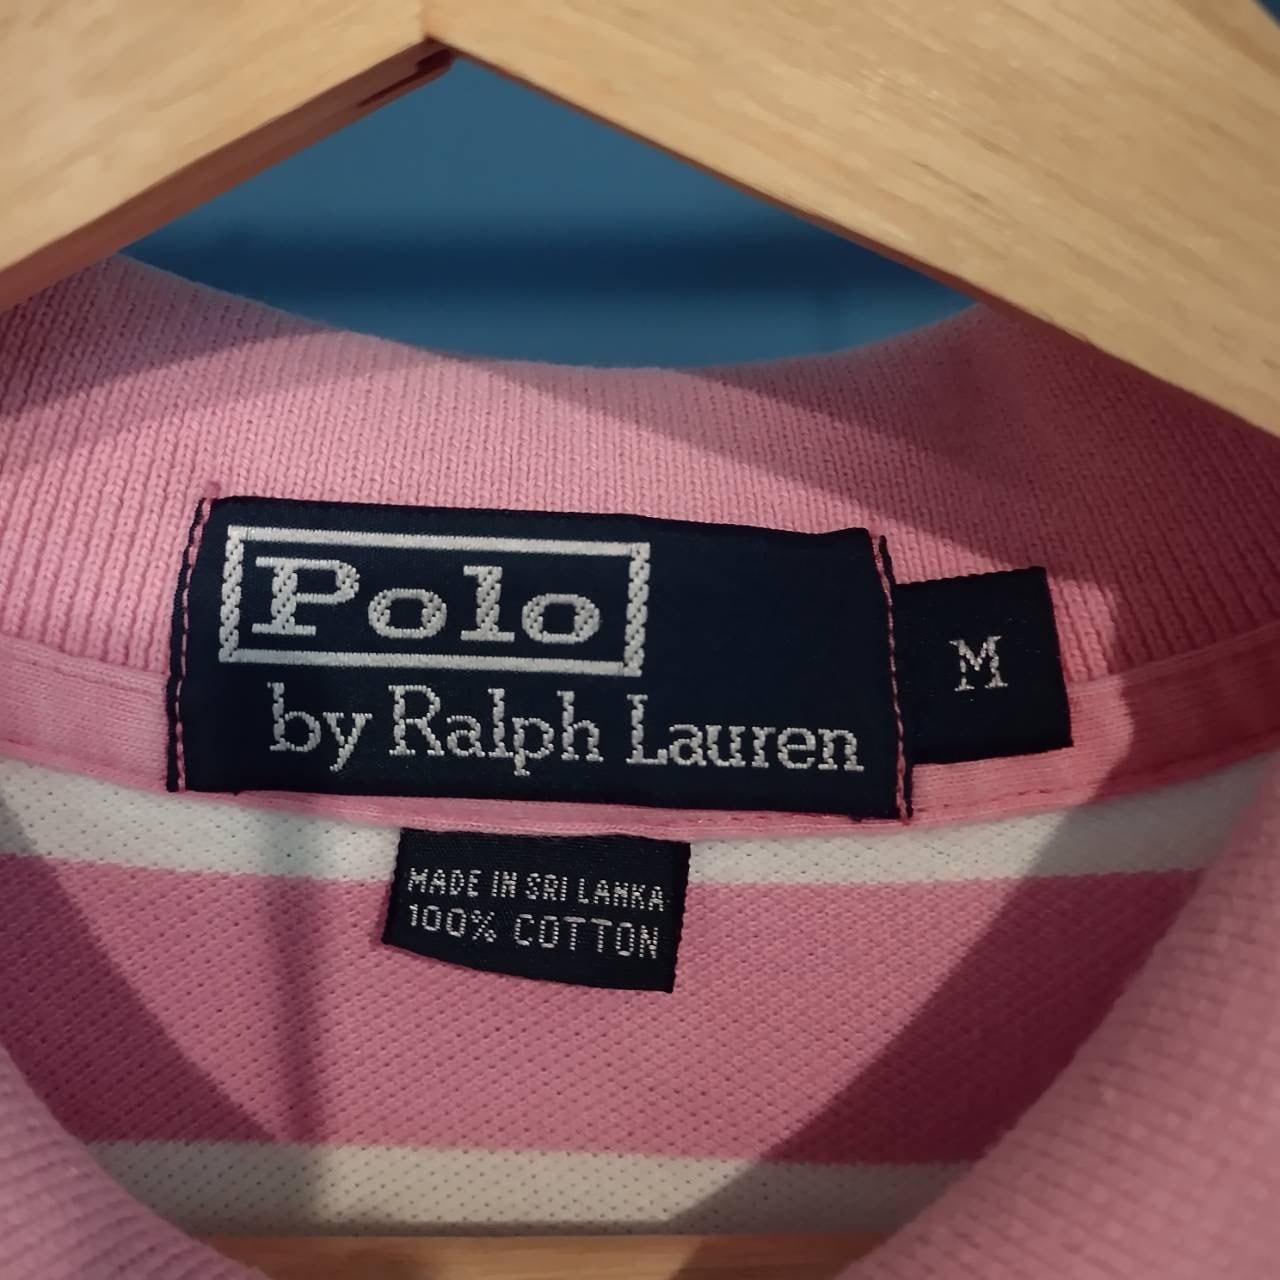 Polo
by Ralph Lauren
M
MADE IN SRI LANKA
100% COTTON